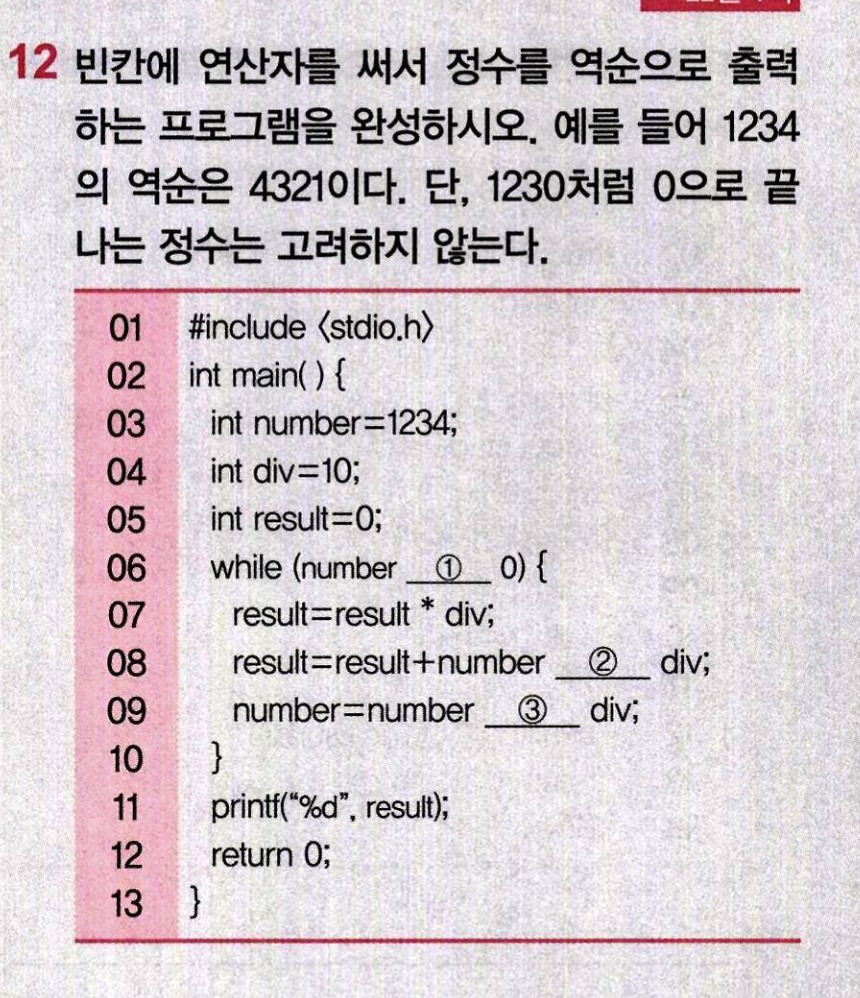 12 빈칸에 연산자를 써서 정수를 역순으로 출력
하는 프로그램을 완성하시오. 예를 들어 1234
의 역순은 4321이다. 단, 1230처럼 0으로 끝
나는 정수는 고려하지 않는다.
01 #include 〈stdio.h〉
02 int main( ) {
03 int number=1234;
04 int div=10;
05 int result=0;
06 while (number __①__ 0) {
07 result=result * div;
08 result=result+number __②__ div;
09 number=number __③__ div;
10 }
11 printf(“%d”, result);
12 return 0;
13 }